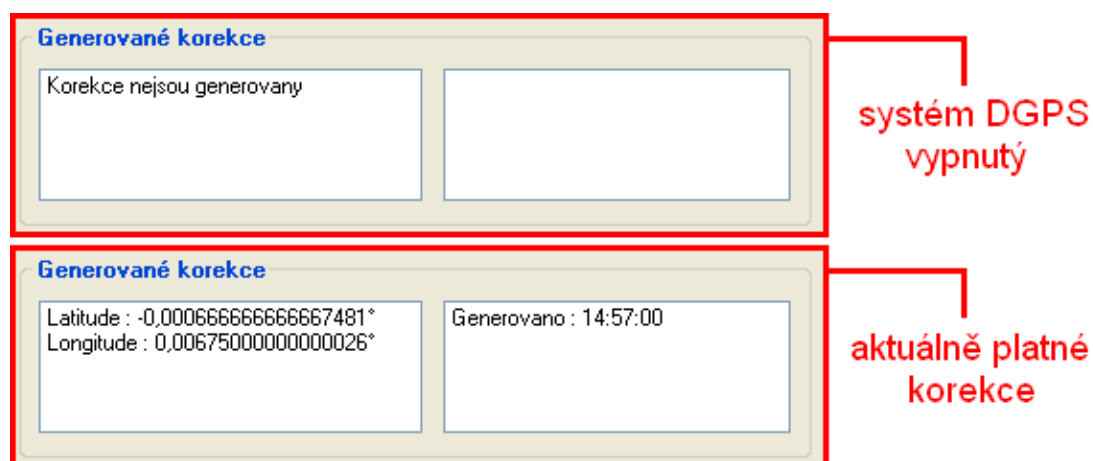 Generované korekce
Korekce nejsou generovany
systém DGPS
vypnutý
Generované korekce
Latitude : -0,000666666666667481°
Longitude : 0,00675000000000026°
Generovano : 14:57:00
aktuálně platné
korekce